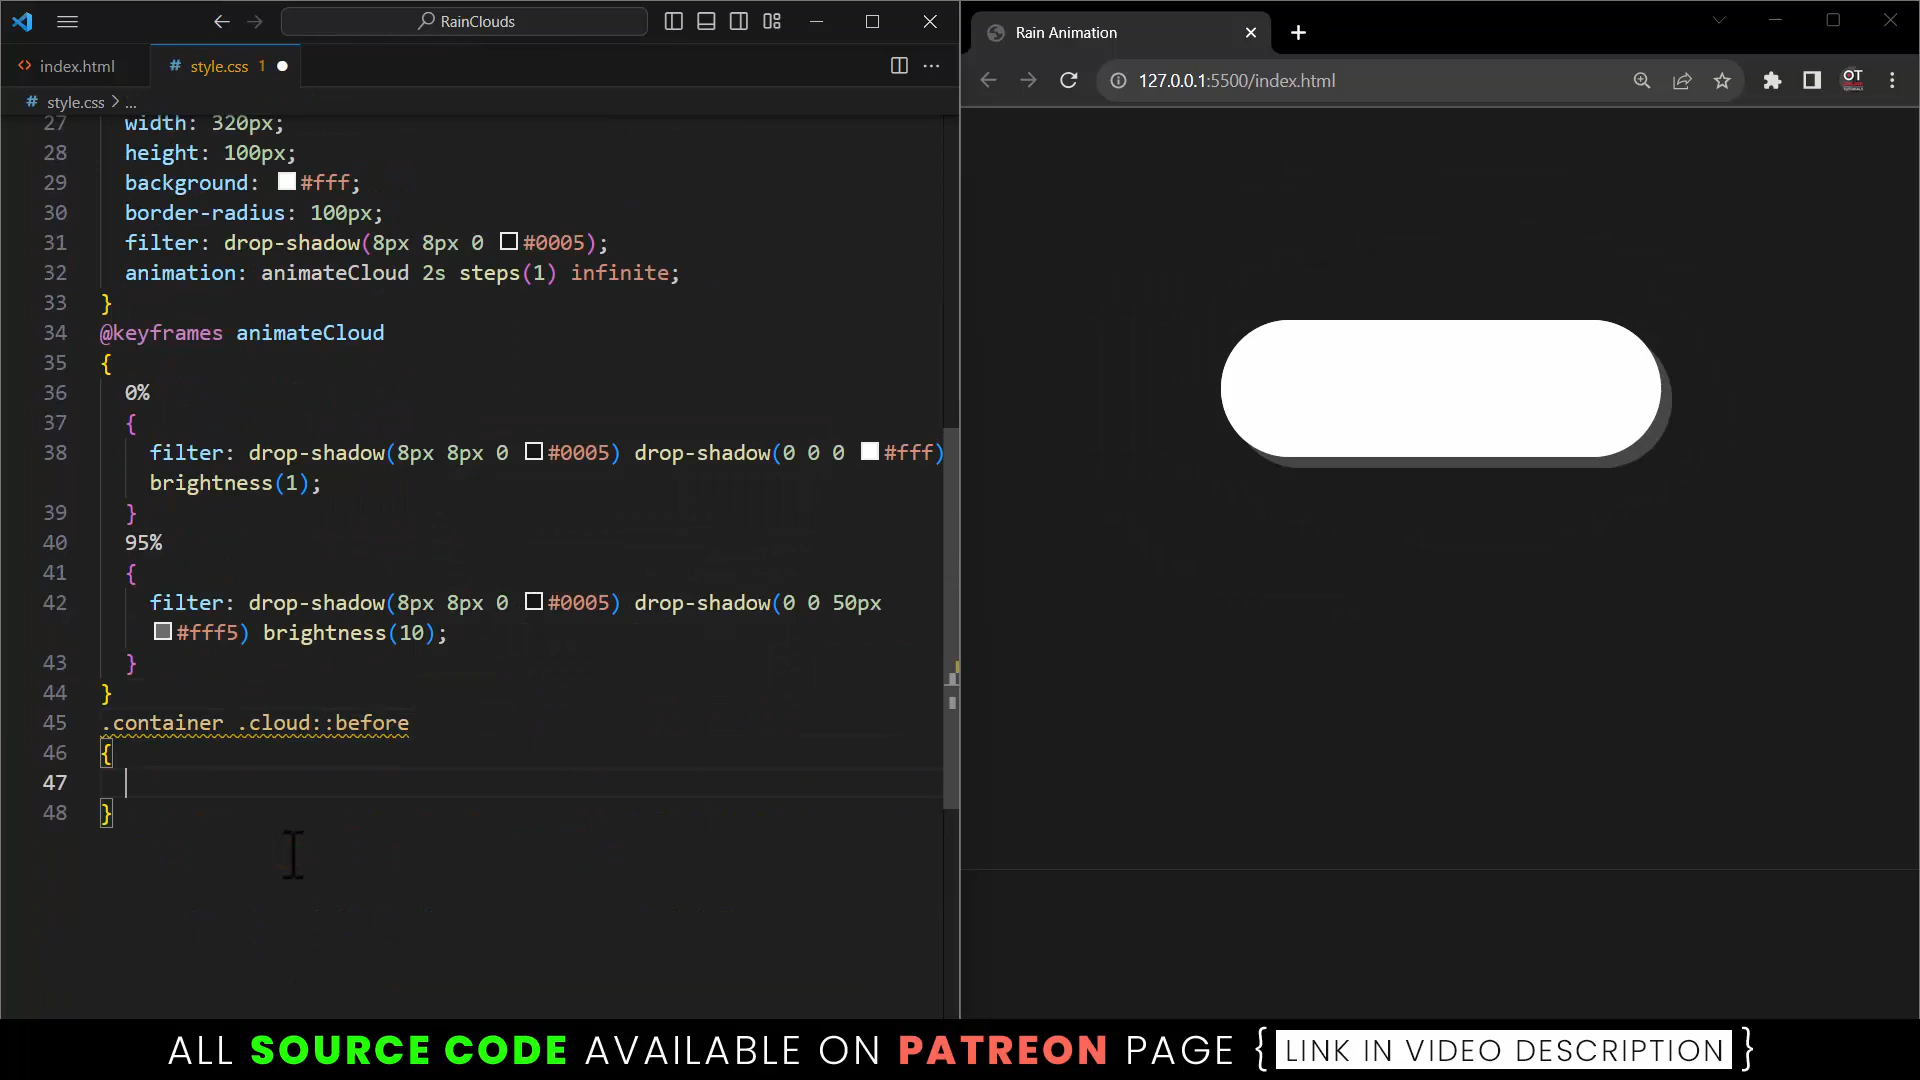 RainClouds
index.html
# style.css 1
# style.css > ...
27 width: 320px;
28 height: 100px;
29 background: #fff;
30 border-radius: 100px;
31 filter: drop-shadow(8px 8px 0 #0005);
32 animation: animateCloud 2s steps(1) infinite;
33 }
34 @keyframes animateCloud
35 {
36 0%
37 {
38 filter: drop-shadow(8px 8px 0 #0005) drop-shadow(0 0 0 #fff)
brightness(1);
39 }
40 95%
41 {
42 filter: drop-shadow(8px 8px 0 #0005) drop-shadow(0 0 50px
#fff5) brightness(10);
43 }
44 }
45 .container .cloud::before
46 {
47
48 }
Rain Animation
127.0.0.1:5500/index.html
OT
ALL SOURCE CODE AVAILABLE ON PATREON PAGE { LINK IN VIDEO DESCRIPTION }